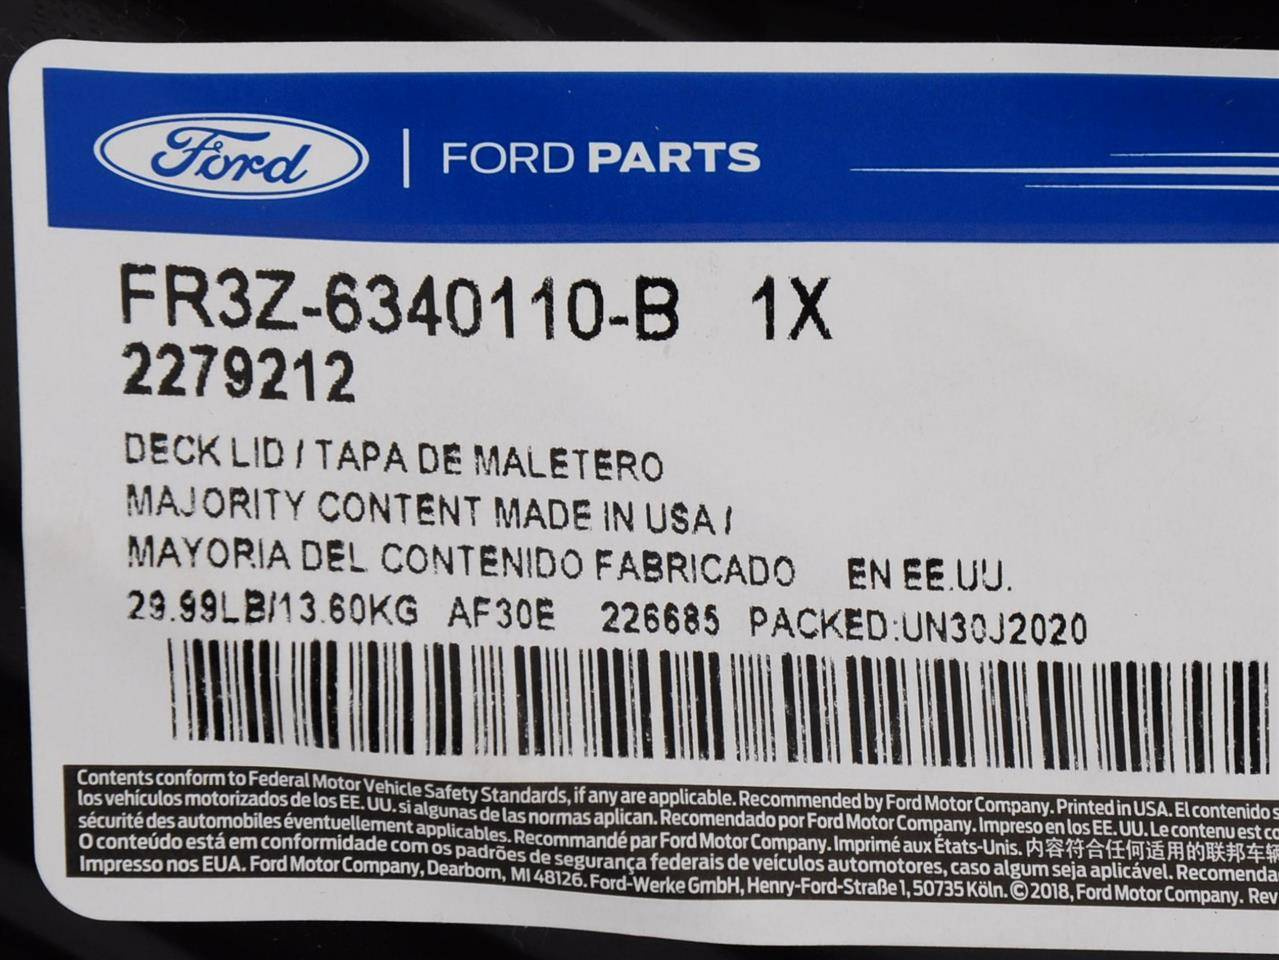 Ford | FORD PARTS
FR3Z-6340110-B 1X
2279212
DECK LID / TAPA DE MALETERO
MAJORITY CONTENT MADE IN USA /
MAYORIA DEL CONTENIDO FABRICADO EN EE.UU.
29.99LB/13.60KG AF30E 226685 PACKED:UN30J2020
Contents conform to Federal Motor Vehicle Safety Standards, if any are applicable. Recommended by Ford Motor Company. Printed in USA. El contenido s
los vehículos motorizados de los EE. UU. si algunas de las normas aplican. Recomendado por Ford Motor Company. Impreso en los EE. UU. Le contenu est co
sécurité des automobiles éventuellement applicables. Recommandé par Ford Motor Company. Imprimé aux États-Unis. 内容符合任何适用的联邦车辆
O conteúdo está em conformidade com os padrões de segurança federais de veículos automotores, caso algum seja aplicável. Recomenda
Impresso nos EUA. Ford Motor Company, Dearborn, MI 48126. Ford-Werke GmbH, Henry-Ford-Straße 1, 50735 Köln. © 2018, Ford Motor Company. Rev